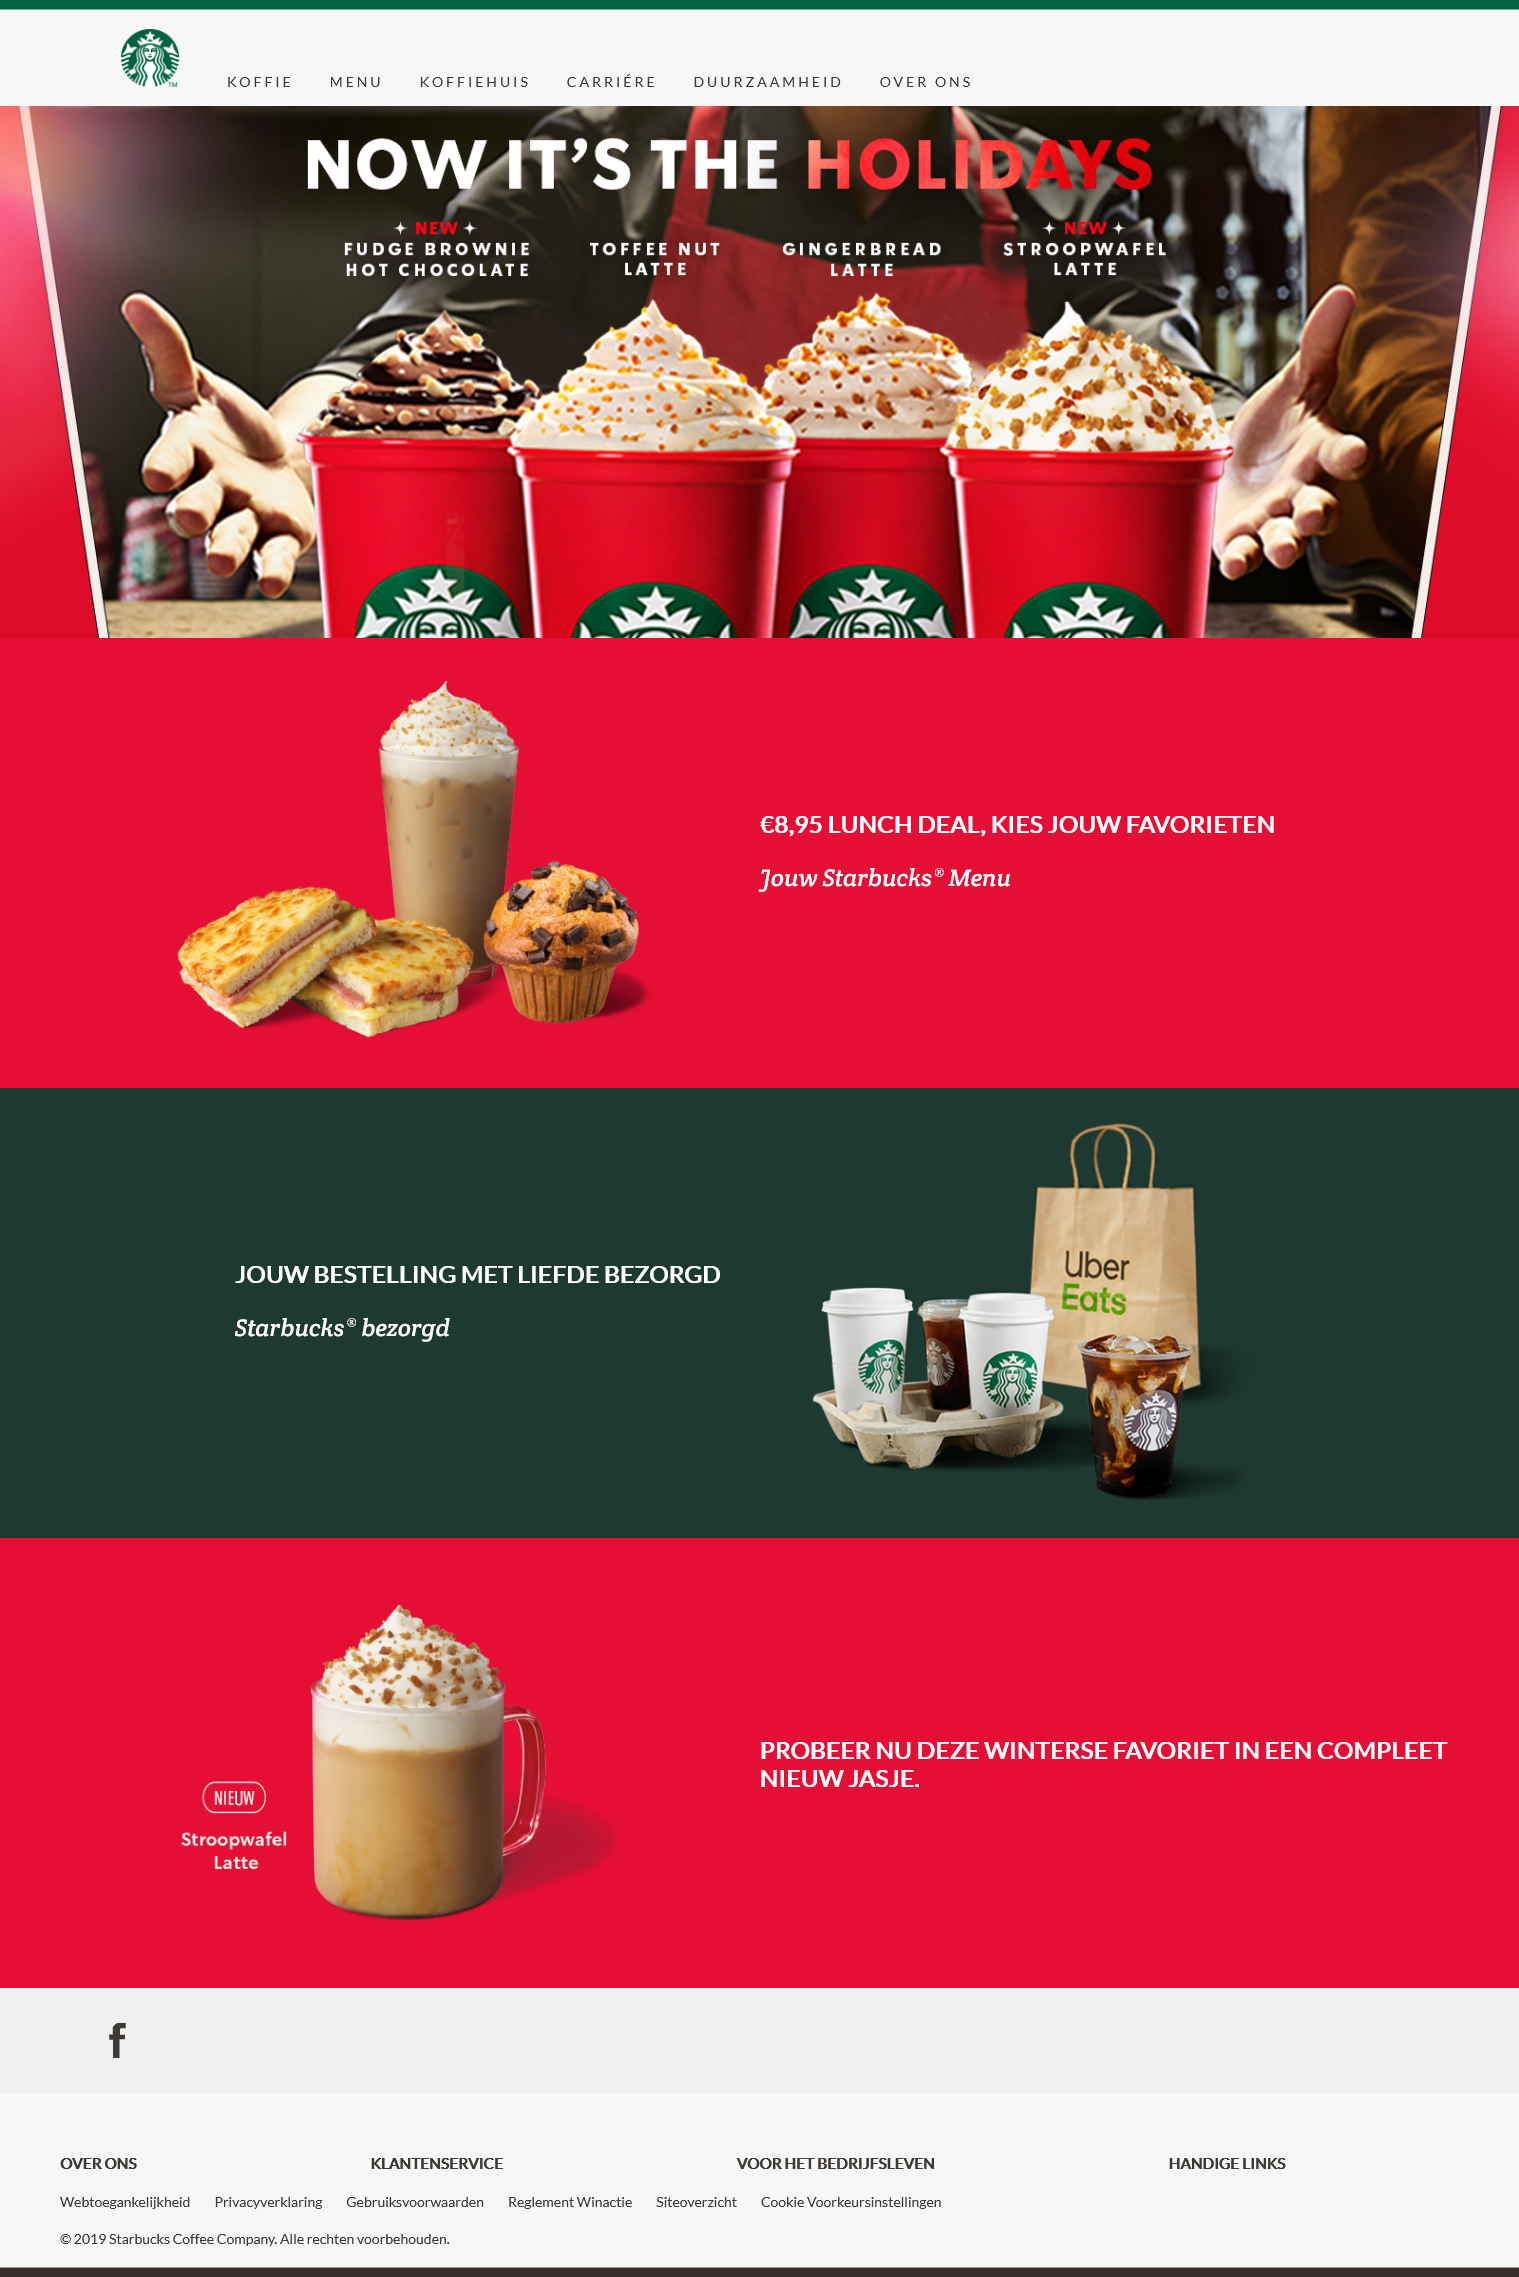 KOFFIE MENU KOFFIEHUIS CARRIÉRE DUURZAAMHEID OVER ONS
NOW IT'S THE HOLIDAYS
NEW
FUDGE BROWNIE
HOT CHOCOLATE
TOFFEE NUT
LATTE
GINGERBREAD
LATTE
NEW
STROOPWAFEL
LATTE
€8,95 LUNCH DEAL, KIES JOUW FAVORIETEN
Jouw Starbucks® Menu
JOUW BESTELLING MET LIEFDE BEZORGD
Starbucks® bezorgd
Uber
Eats
PROBEER NU DEZE WINTERSE FAVORIET IN EEN COMPLEET
NIEUW JASJE.
NIEUW
Stroopwafel
Latte
OVER ONS KLANTENSERVICE VOOR HET BEDRIJFSLEVEN HANDIGE LINKS
Webtoegankelijkheid Privacyverklaring Gebruiksvoorwaarden Reglement Winactie Siteoverzicht Cookie Voorkeursinstellingen
© 2019 Starbucks Coffee Company. Alle rechten voorbehouden.